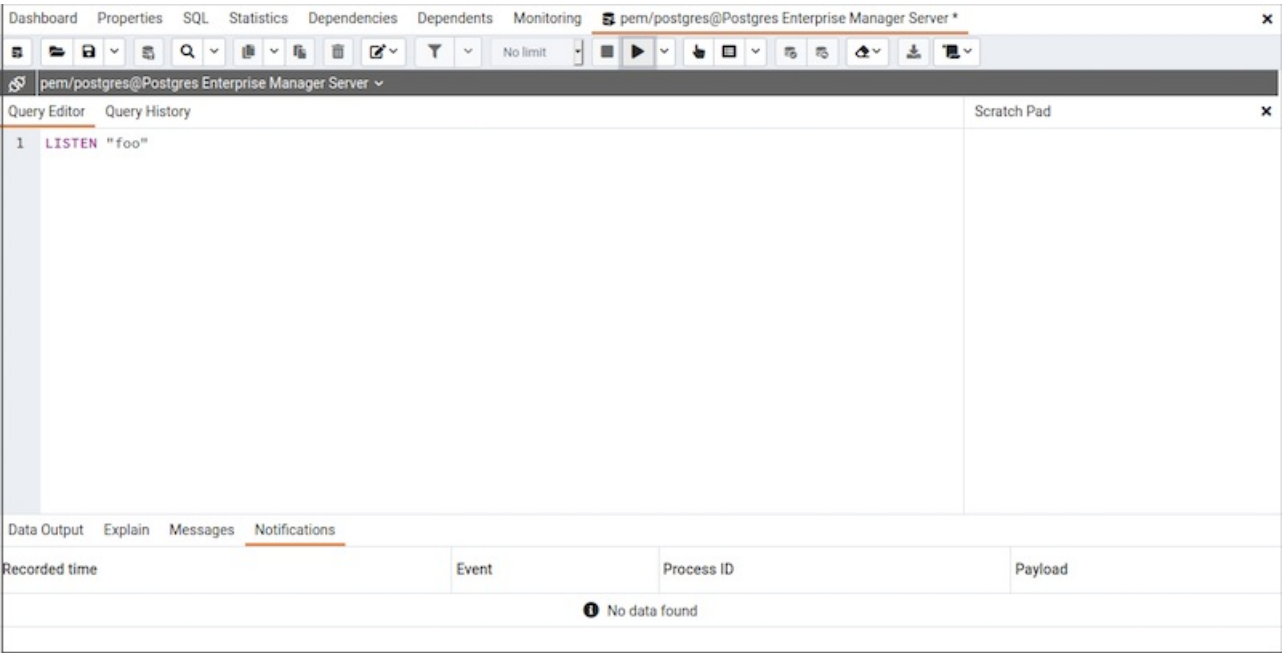 Dashboard Properties SQL Statistics Dependencies Dependents Monitoring pem/postgres@Postgres Enterprise Manager Server *
No limit
pem/postgres@Postgres Enterprise Manager Server
Query Editor Query History Scratch Pad
1 LISTEN "foo"
Data Output Explain Messages Notifications
Recorded time Event Process ID Payload
No data found